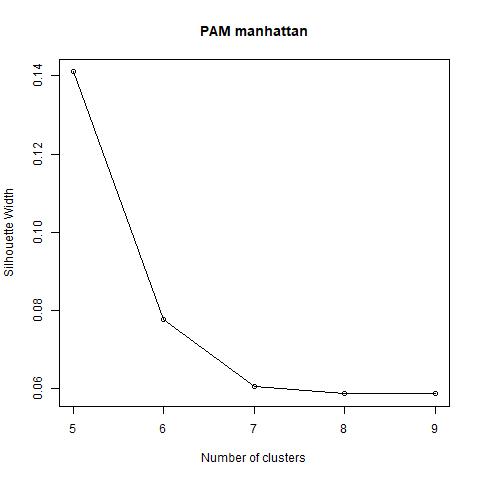 PAM manhattan
Silhouette Width
0.14
0.12
0.10
0.08
0.06
5 6 7 8 9
Number of clusters